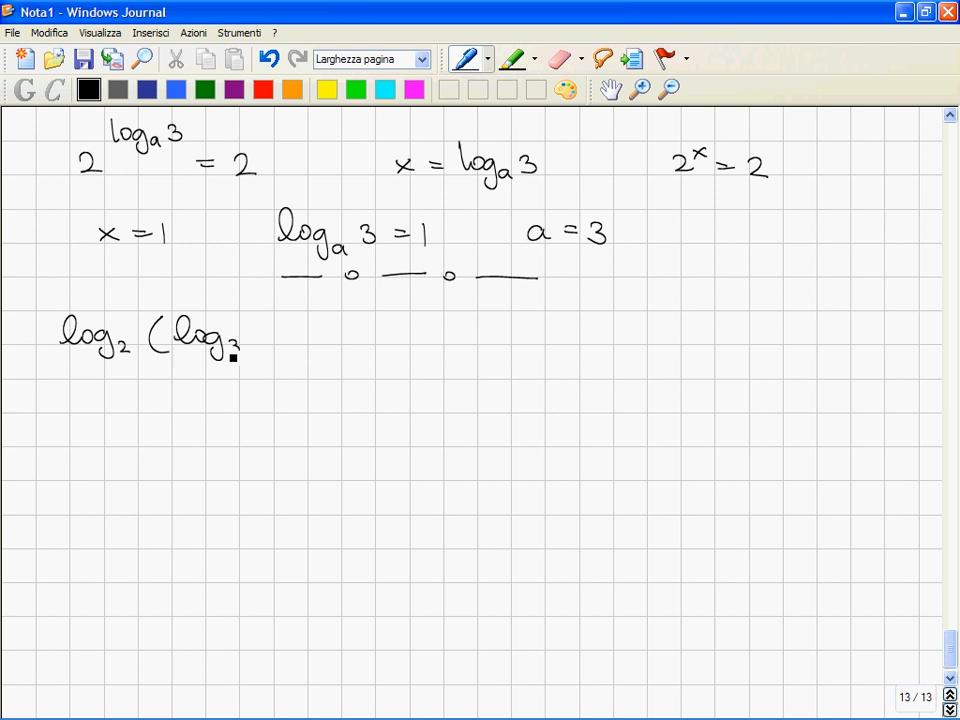 Nota1 - Windows Journal
File Modifica Visualizza Inserisci Azioni Strumenti ?
Larghezza pagina
G C
2^{log_a 3} = 2 x = log_a 3 2^x = 2
x = 1 log_a 3 = 1 a = 3
log_2 (log_3
13 / 13